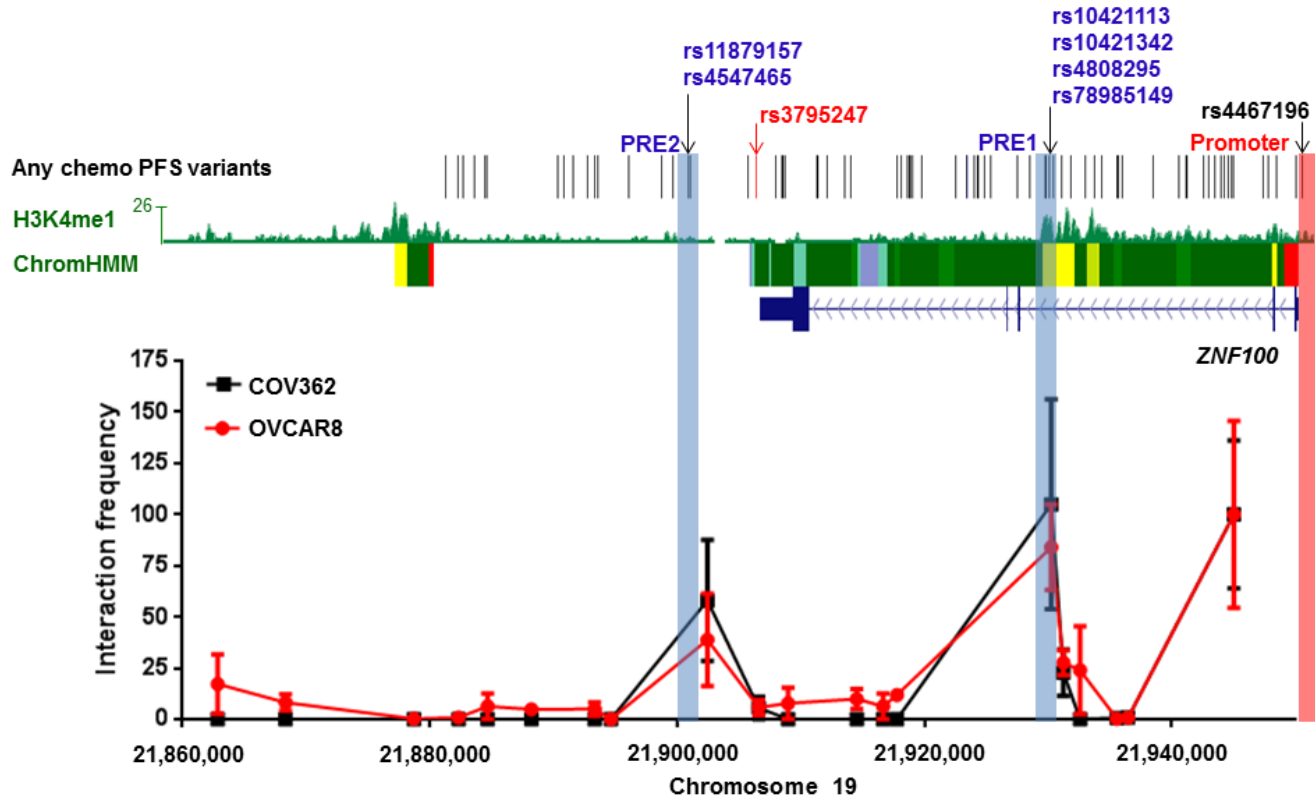 rs10421113
rs10421342
rs4808295
rs78985149
rs11879157
rs4547465
rs3795247
rs4467196
PRE2
PRE1
Promoter
Any chemo PFS variants
H3K4me1
26
ChromHMM
ZNF100
175
150
125
100
75
50
25
0
Interaction frequency
COV362
OVCAR8
21,860,000
21,880,000
21,900,000
21,920,000
21,940,000
Chromosome 19